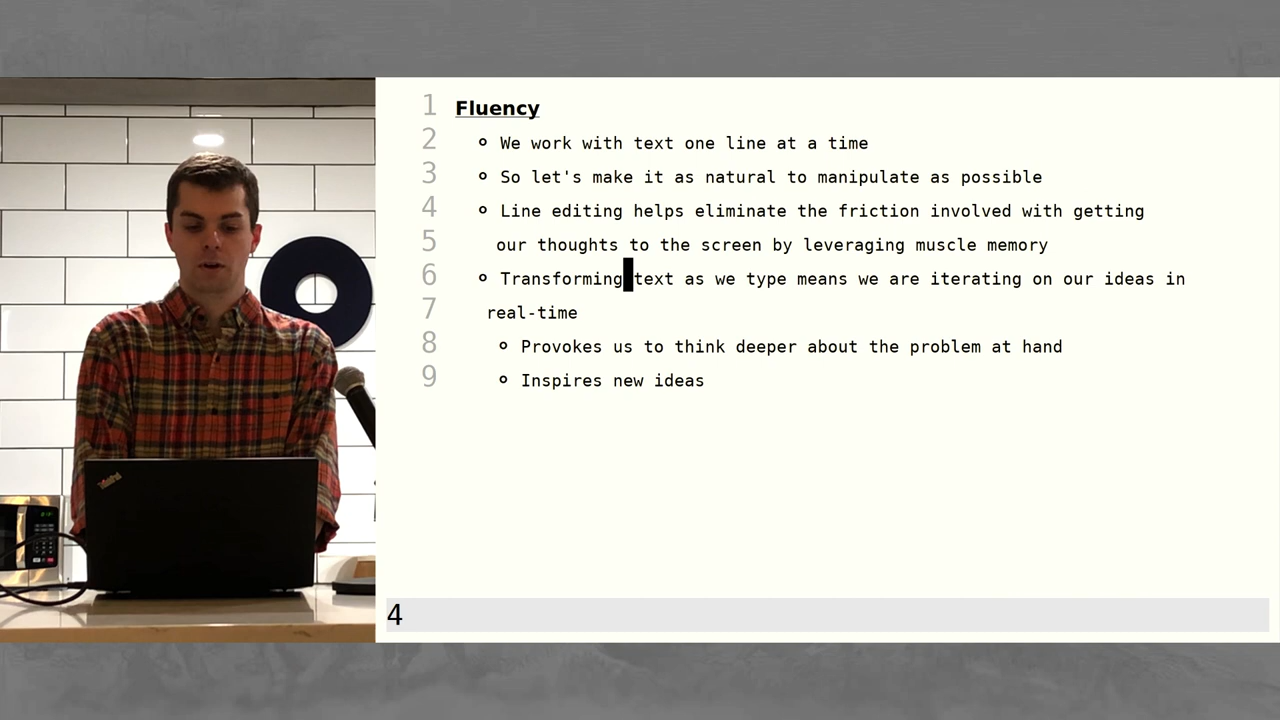 1 Fluency
2 We work with text one line at a time
3 So let's make it as natural to manipulate as possible
4 Line editing helps eliminate the friction involved with getting
5 our thoughts to the screen by leveraging muscle memory
6 Transforming text as we type means we are iterating on our ideas in
7 real-time
8 Provokes us to think deeper about the problem at hand
9 Inspires new ideas
4
ThinkPad